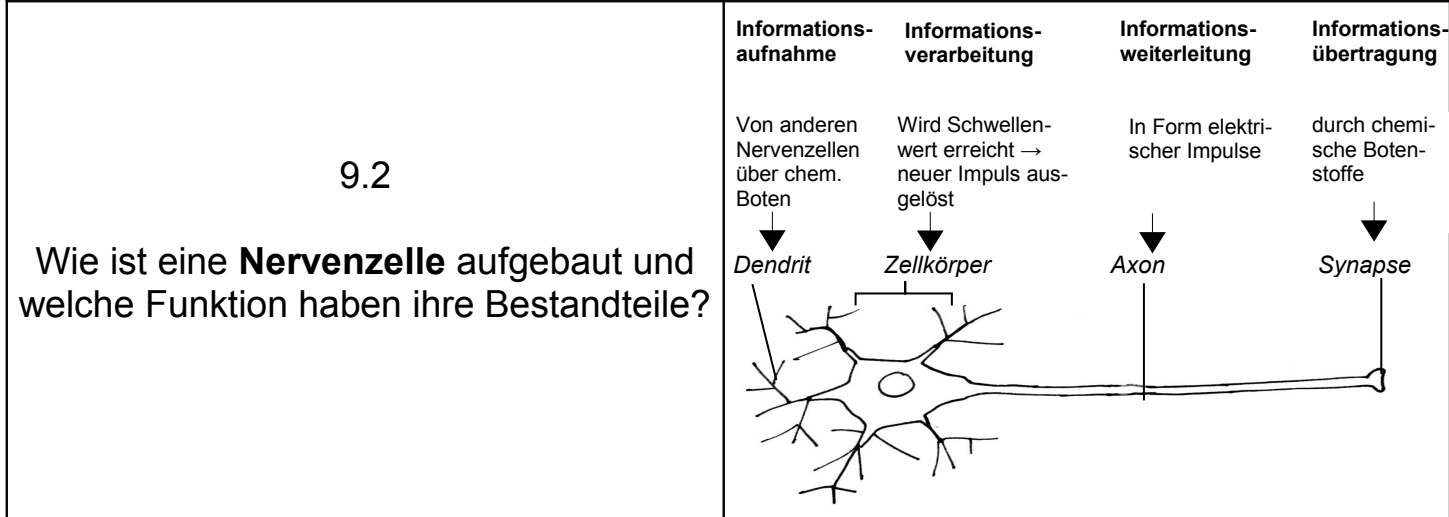 9.2
Wie ist eine Nervenzelle aufgebaut und
welche Funktion haben ihre Bestandteile?
Informations-
aufnahme
Von anderen
Nervenzellen
über chem.
Boten
Dendrit
Informations-
verarbeitung
Wird Schwellen-
wert erreicht →
neuer Impuls aus-
gelöst
Zellkörper
Informations-
weiterleitung
In Form elektri-
scher Impulse
Axon
Informations-
übertragung
durch chemi-
sche Boten-
stoffe
Synapse